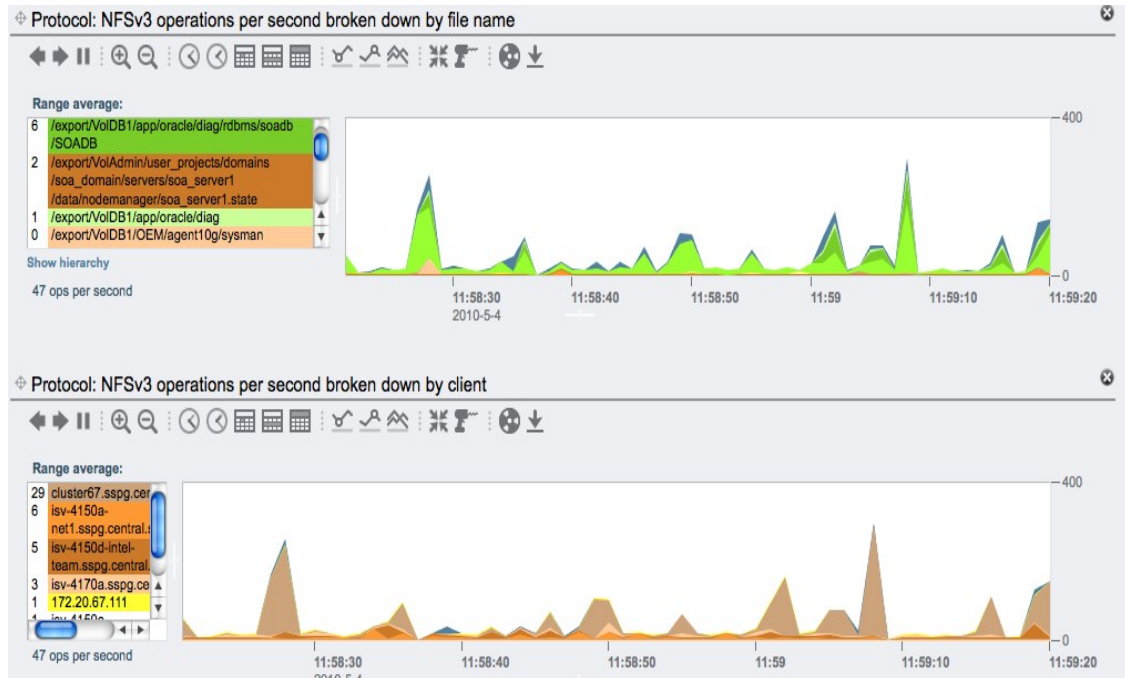 Protocol: NFSv3 operations per second broken down by file name
Range average:
6 /export/VolDB1/app/oracle/diag/rdbms/soadb
/SOADB
2 /export/VolAdmin/user_projects/domains
/soa_domain/servers/soa_server1
/data/nodemanager/soa_server1.state
1 /export/VolDB1/app/oracle/diag
0 /export/VolDB1/OEM/agent10g/sysman
Show hierarchy
47 ops per second
400
0
11:58:30 11:58:40 11:58:50 11:59 11:59:10 11:59:20
2010-5-4
Protocol: NFSv3 operations per second broken down by client
Range average:
29 cluster67.sspg.cen
6 isv-4150a-
net1.sspg.central.s
5 isv-4150d-intel-
team.sspg.central.
3 isv-4170a.sspg.ce
1 172.20.67.111
47 ops per second
400
0
11:58:30 11:58:40 11:58:50 11:59 11:59:10 11:59:20
2010-5-4